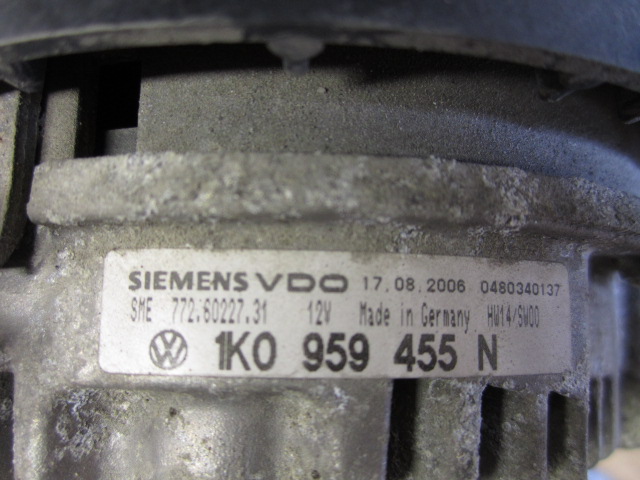 SIEMENS VDO 17.08.2006 0480340137
SME 772.60227.31 12V Made in Germany HW14/SW00
1K0 959 455 N